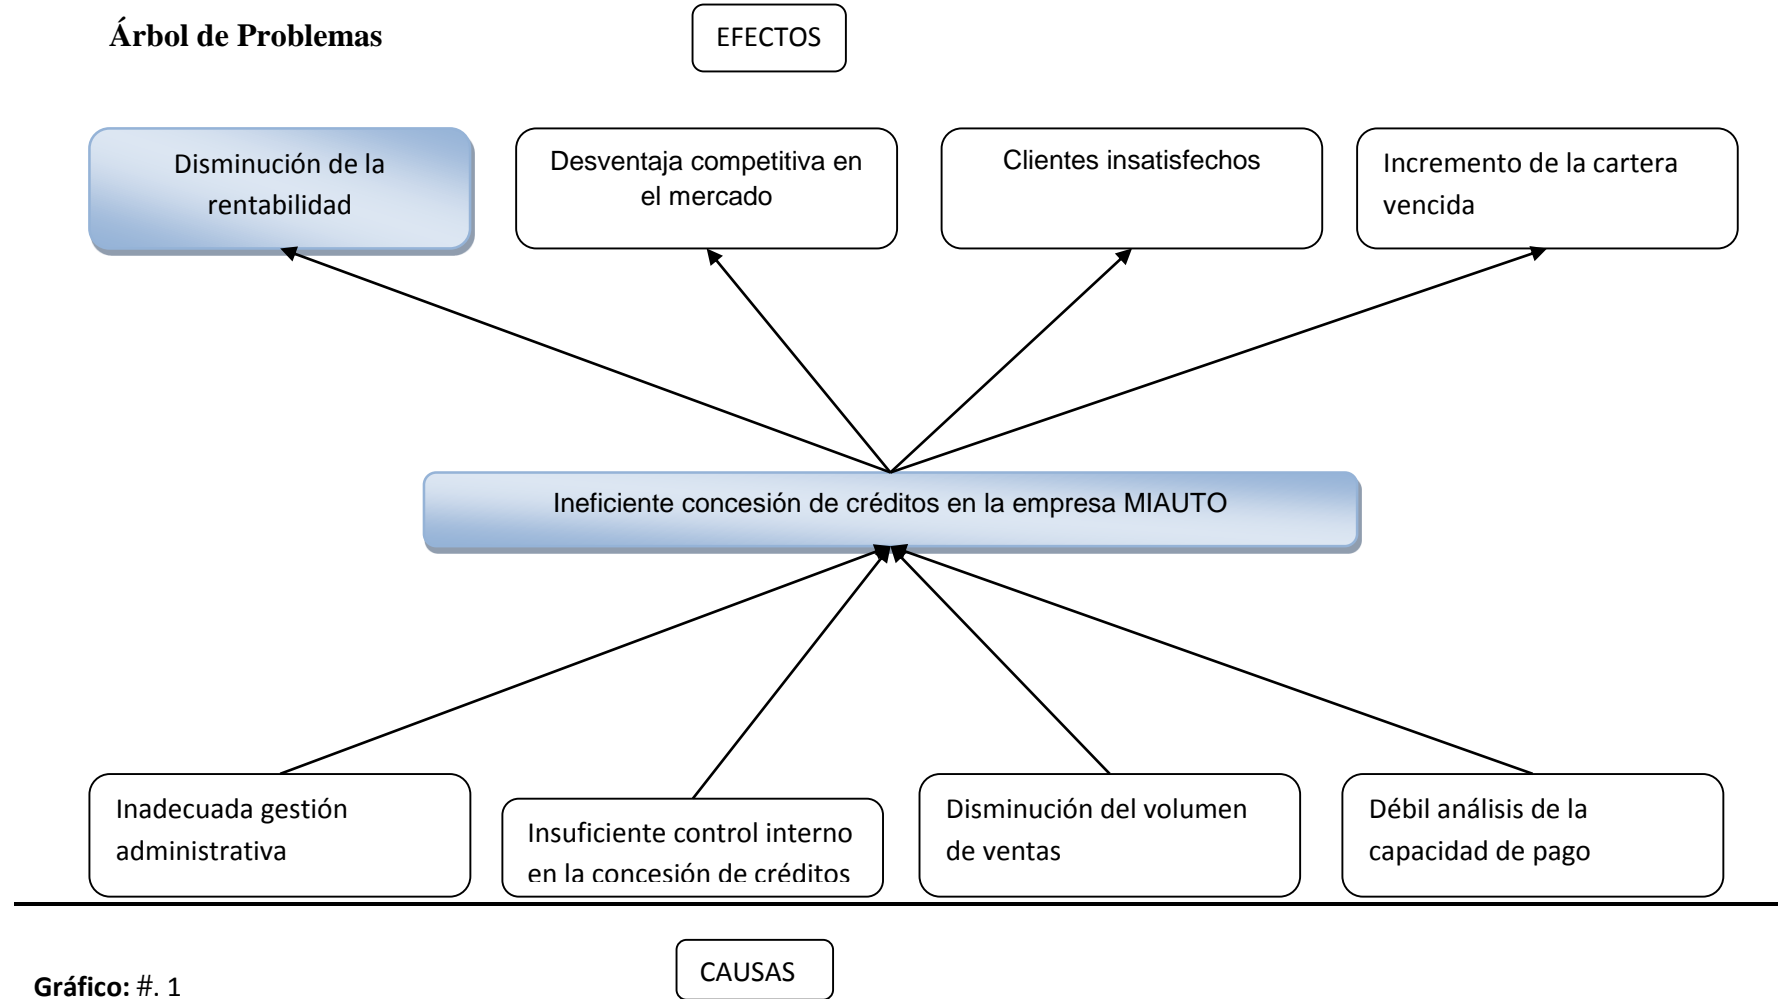 Árbol de Problemas
EFECTOS
Disminución de la
rentabilidad
Desventaja competitiva en
el mercado
Clientes insatisfechos
Incremento de la cartera
vencida
Ineficiente concesión de créditos en la empresa MIAUTO
Inadecuada gestión
administrativa
Insuficiente control interno
en la concesión de créditos
Disminución del volumen
de ventas
Débil análisis de la
capacidad de pago
CAUSAS
Gráfico: #. 1